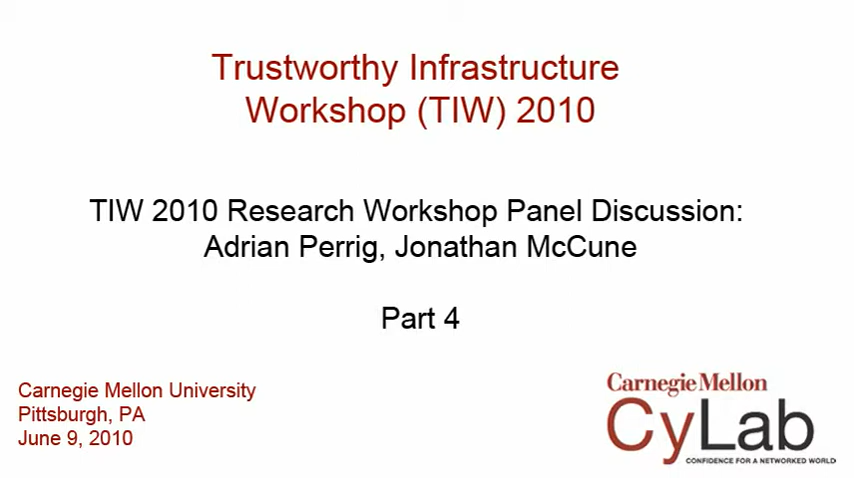 Trustworthy Infrastructure
Workshop (TIW) 2010
TIW 2010 Research Workshop Panel Discussion:
Adrian Perrig, Jonathan McCune
Part 4
Carnegie Mellon University
Pittsburgh, PA
June 9, 2010
Carnegie Mellon
CyLab
CONFIDENCE FOR A NETWORKED WORLD